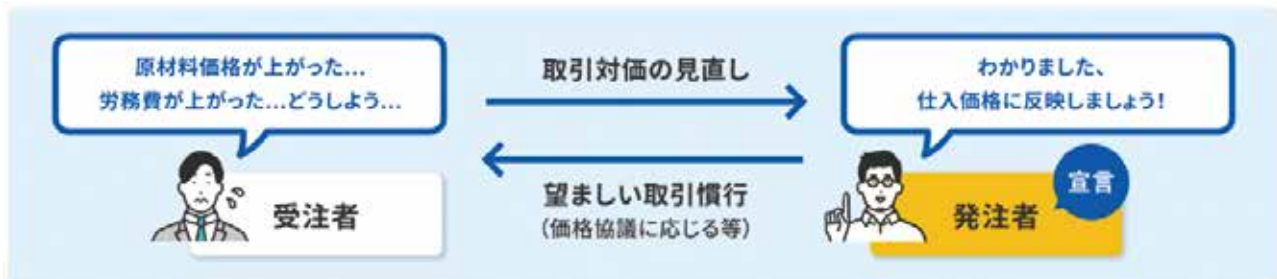 原材料価格が上がった…
労務費が上がった…どうしよう…
取引対価の見直し
わかりました、
仕入価格に反映しましょう!
望ましい取引慣行
(価格協議に応じる等)
受注者
発注者
宣言